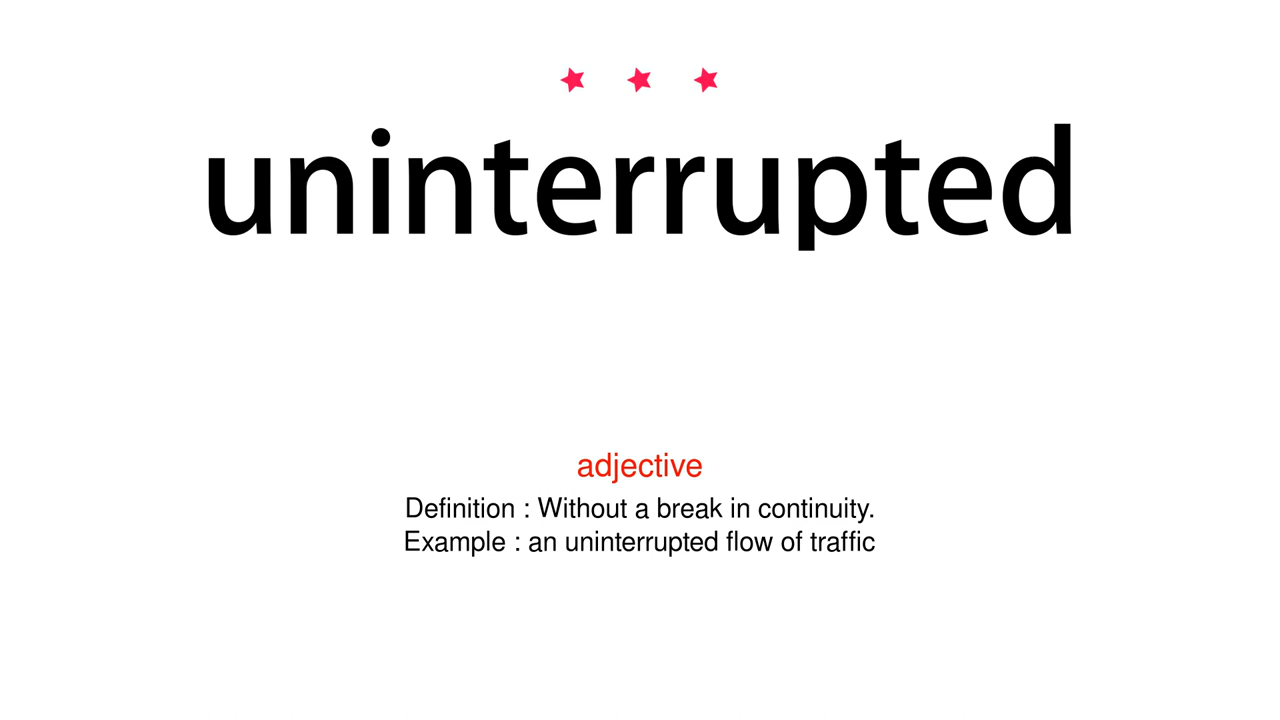 uninterrupted
adjective
Definition : Without a break in continuity.
Example : an uninterrupted flow of traffic